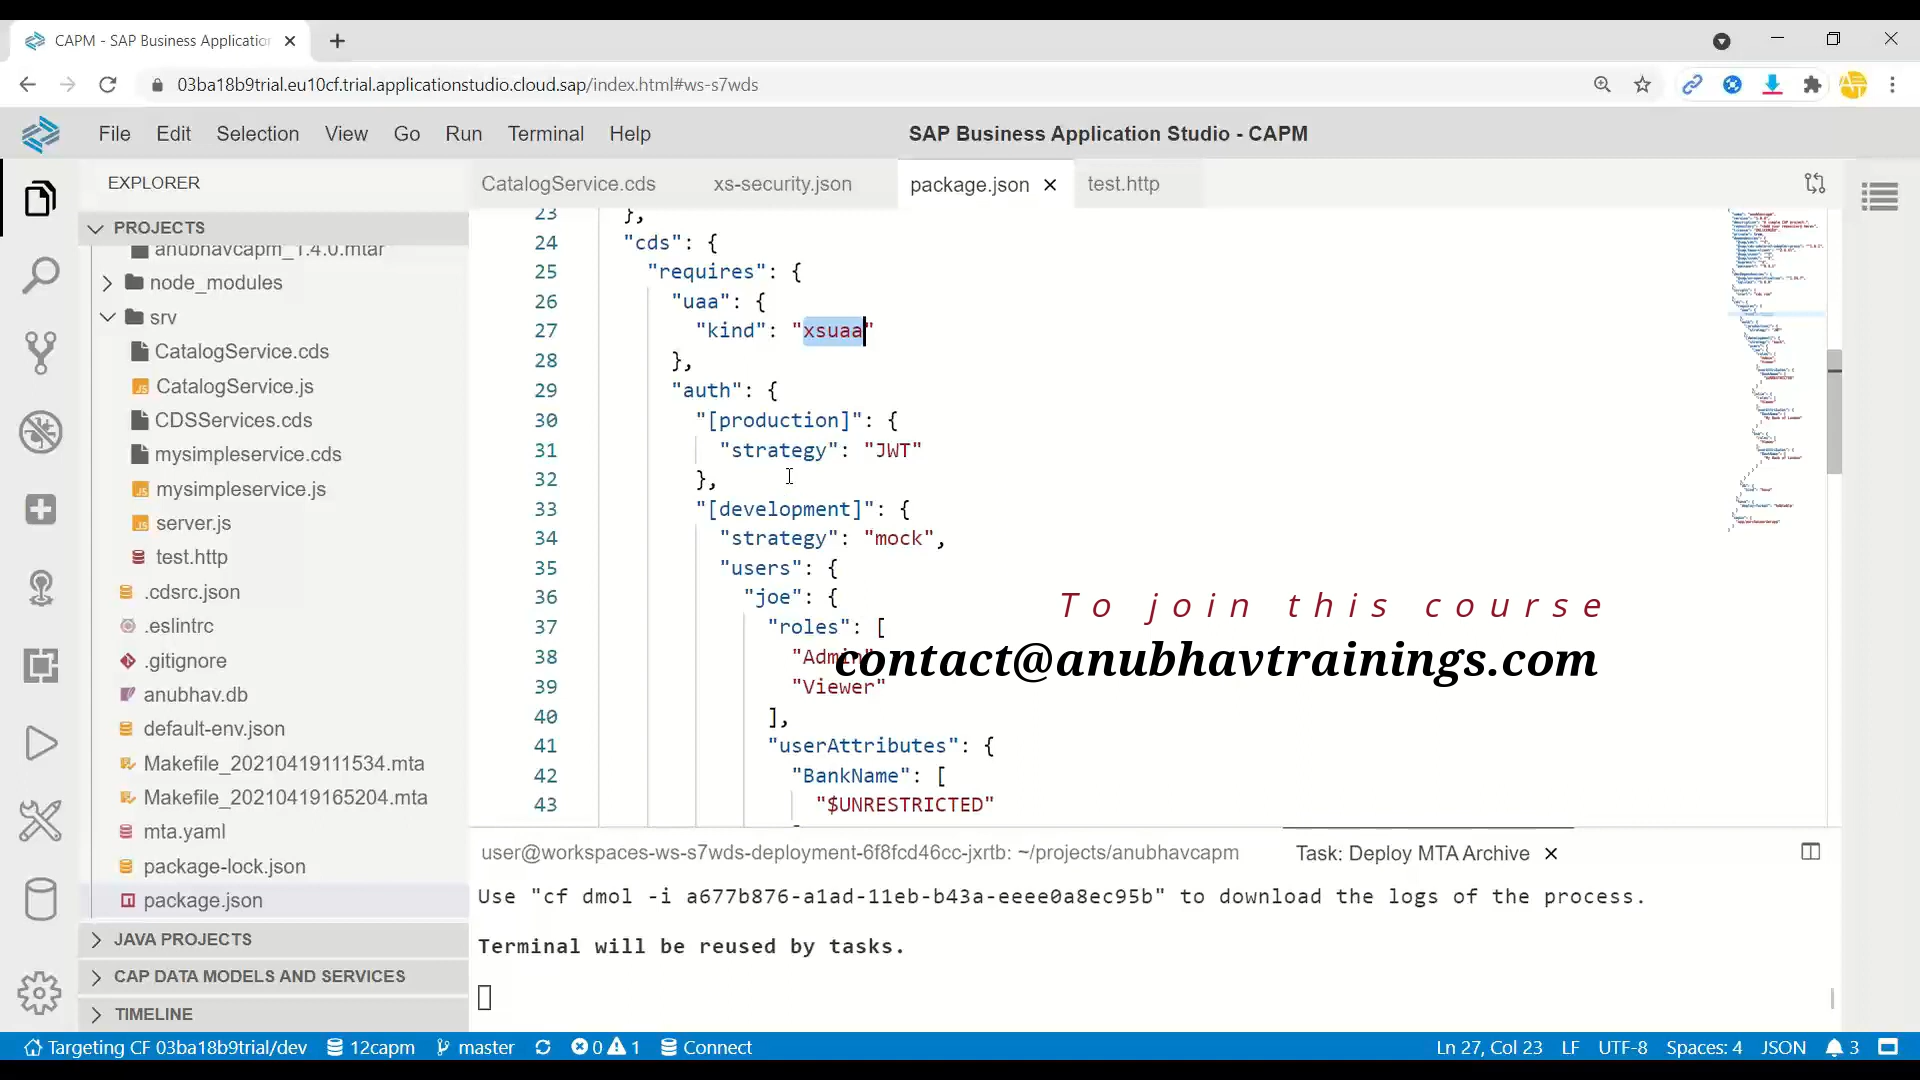 CAPM - SAP Business Applicatio
03ba18b9trial.eu10cf.trial.applicationstudio.cloud.sap/index.html#ws-s7wds
File Edit Selection View Go Run Terminal Help
SAP Business Application Studio - CAPM
EXPLORER
PROJECTS
anubhavcapm_1.4.0.mtar
node_modules
srv
CatalogService.cds
CatalogService.js
CDSServices.cds
mysimpleservice.cds
mysimpleservice.js
server.js
test.http
.cdsrc.json
.eslintrc
.gitignore
anubhav.db
default-env.json
Makefile_20210419111534.mta
Makefile_20210419165204.mta
mta.yaml
package-lock.json
package.json
JAVA PROJECTS
CAP DATA MODELS AND SERVICES
TIMELINE
CatalogService.cds xs-security.json package.json test.http
23 },
24 "cds": {
25 "requires": {
26 "uaa": {
27 "kind": "xsuaa"
28 },
29 "auth": {
30 "[production]": {
31 "strategy": "JWT"
32 },
33 "[development]": {
34 "strategy": "mock",
35 "users": {
36 "joe": {
37 "roles": [
38 "Admin"
39 "Viewer"
40 ],
41 "userAttributes": {
42 "BankName": [
43 "$UNRESTRICTED"
To join this course
contact@anubhavtrainings.com
user@workspaces-ws-s7wds-deployment-6f8fcd46cc-jxrtb: ~/projects/anubhavcapm Task: Deploy MTA Archive
Use "cf dmol -i a677b876-a1ad-11eb-b43a-eeee0a8ec95b" to download the logs of the process.
Terminal will be reused by tasks.
Targeting CF 03ba18b9trial/dev 12capm master 0 1 Connect Ln 27, Col 23 LF UTF-8 Spaces: 4 JSON 3